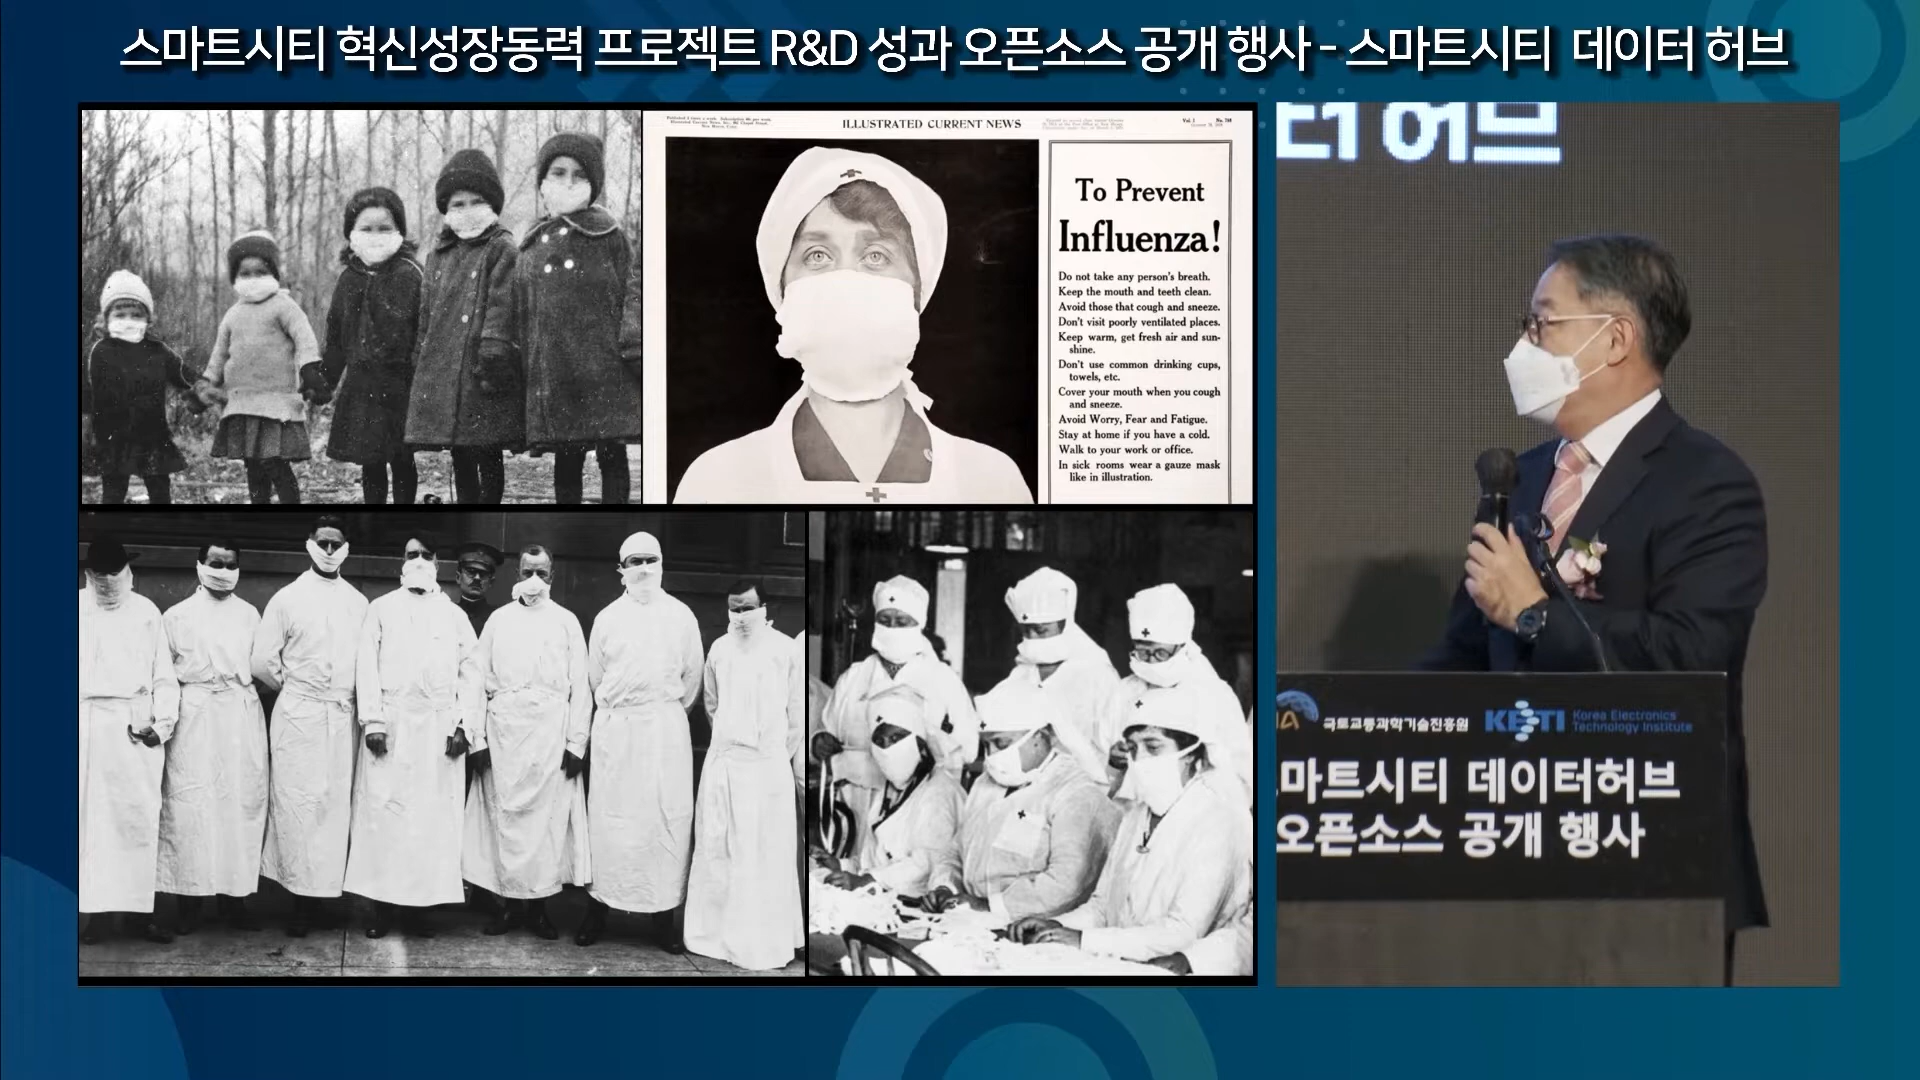 스마트시티 혁신성장동력 프로젝트 R&D 성과 오픈소스 공개 행사 - 스마트시티 데이터 허브
ILLUSTRATED CURRENT NEWS
To Prevent
Influenza!
Do not take any person's breath.
Keep the mouth and teeth clean.
Avoid those that cough and sneeze.
Don't visit poorly ventilated places.
Keep warm, get fresh air and sun-
shine.
Don't use common drinking cups,
towels, etc.
Cover your mouth when you cough
and sneeze.
Avoid Worry, Fear and Fatigue.
Stay at home if you have a cold.
Walk to your work or office.
In sick rooms wear a gauze mask
like in illustration.
터 허브
국토교통과학기술진흥원
KETI Korea Electronics
Technology Institute
마트시티 데이터허브
오픈소스 공개 행사